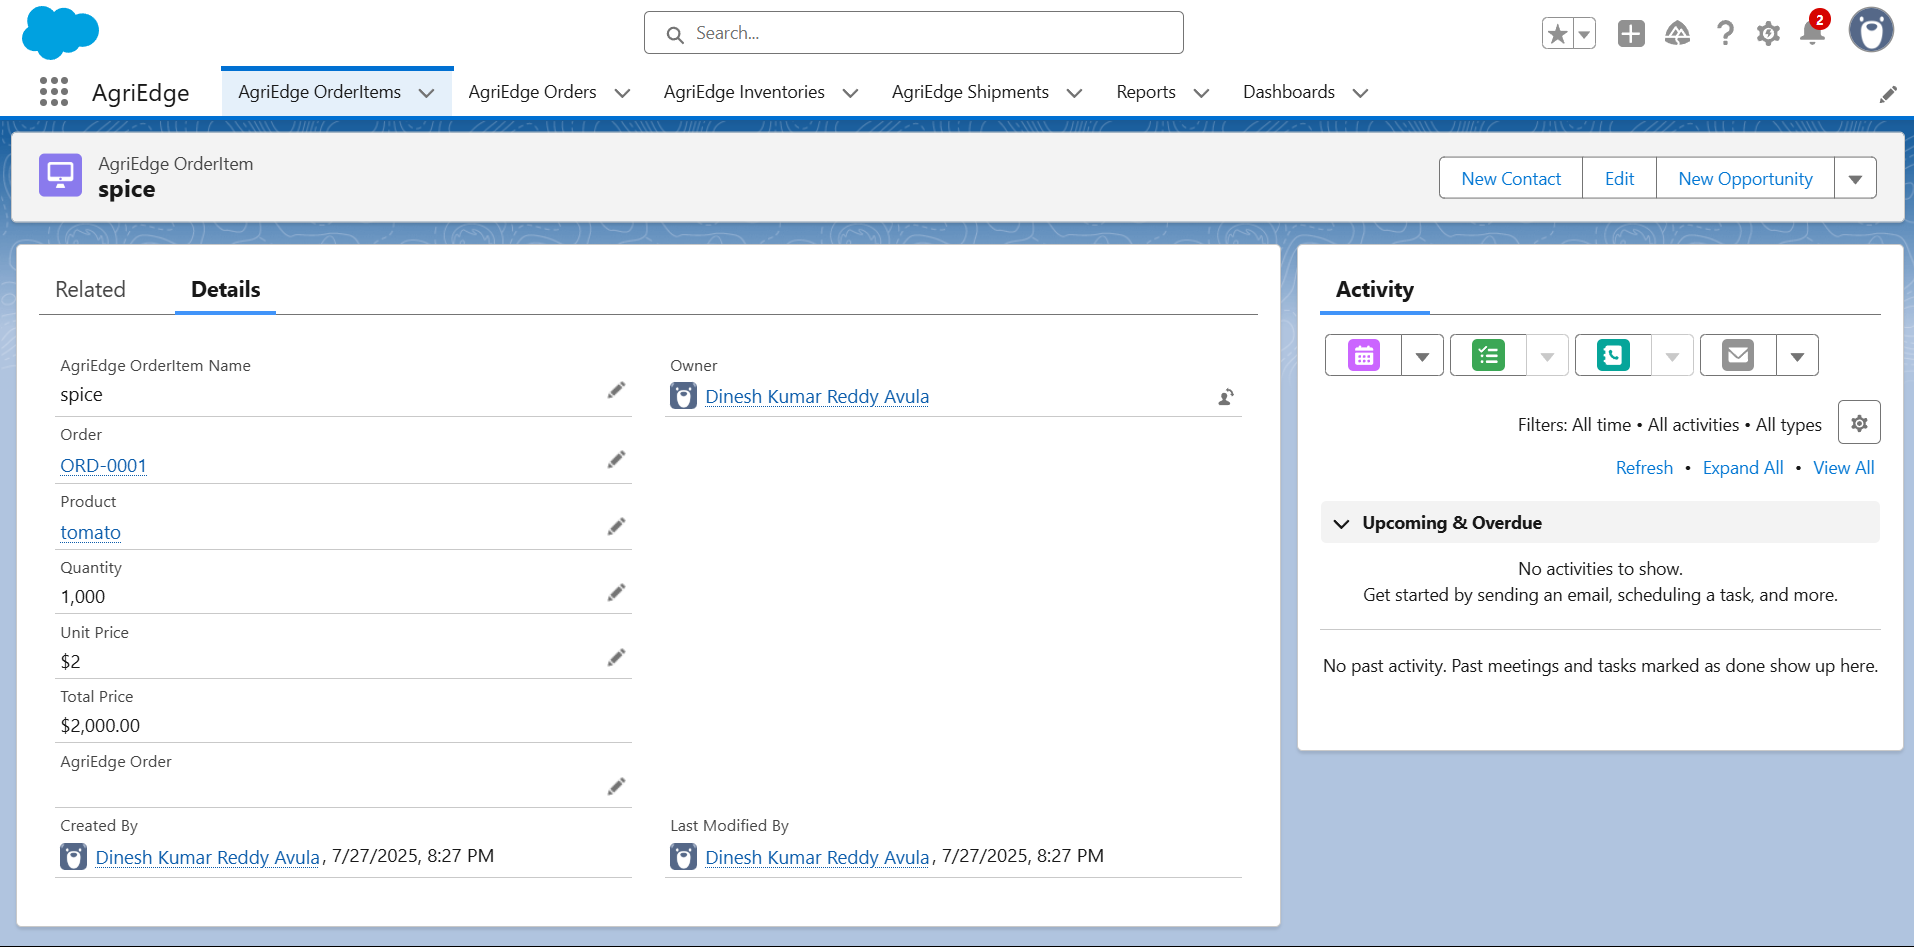 Search...
2
AgriEdge
AgriEdge OrderItems
AgriEdge Orders
AgriEdge Inventories
AgriEdge Shipments
Reports
Dashboards
AgriEdge OrderItem
spice
New Contact
Edit
New Opportunity
Related
Details
AgriEdge OrderItem Name
spice
Owner
Dinesh Kumar Reddy Avula
Order
ORD-0001
Product
tomato
Quantity
1,000
Unit Price
$2
Total Price
$2,000.00
AgriEdge Order
Created By
Dinesh Kumar Reddy Avula, 7/27/2025, 8:27 PM
Last Modified By
Dinesh Kumar Reddy Avula, 7/27/2025, 8:27 PM
Activity
Filters: All time • All activities • All types
Refresh • Expand All • View All
Upcoming & Overdue
No activities to show.
Get started by sending an email, scheduling a task, and more.
No past activity. Past meetings and tasks marked as done show up here.